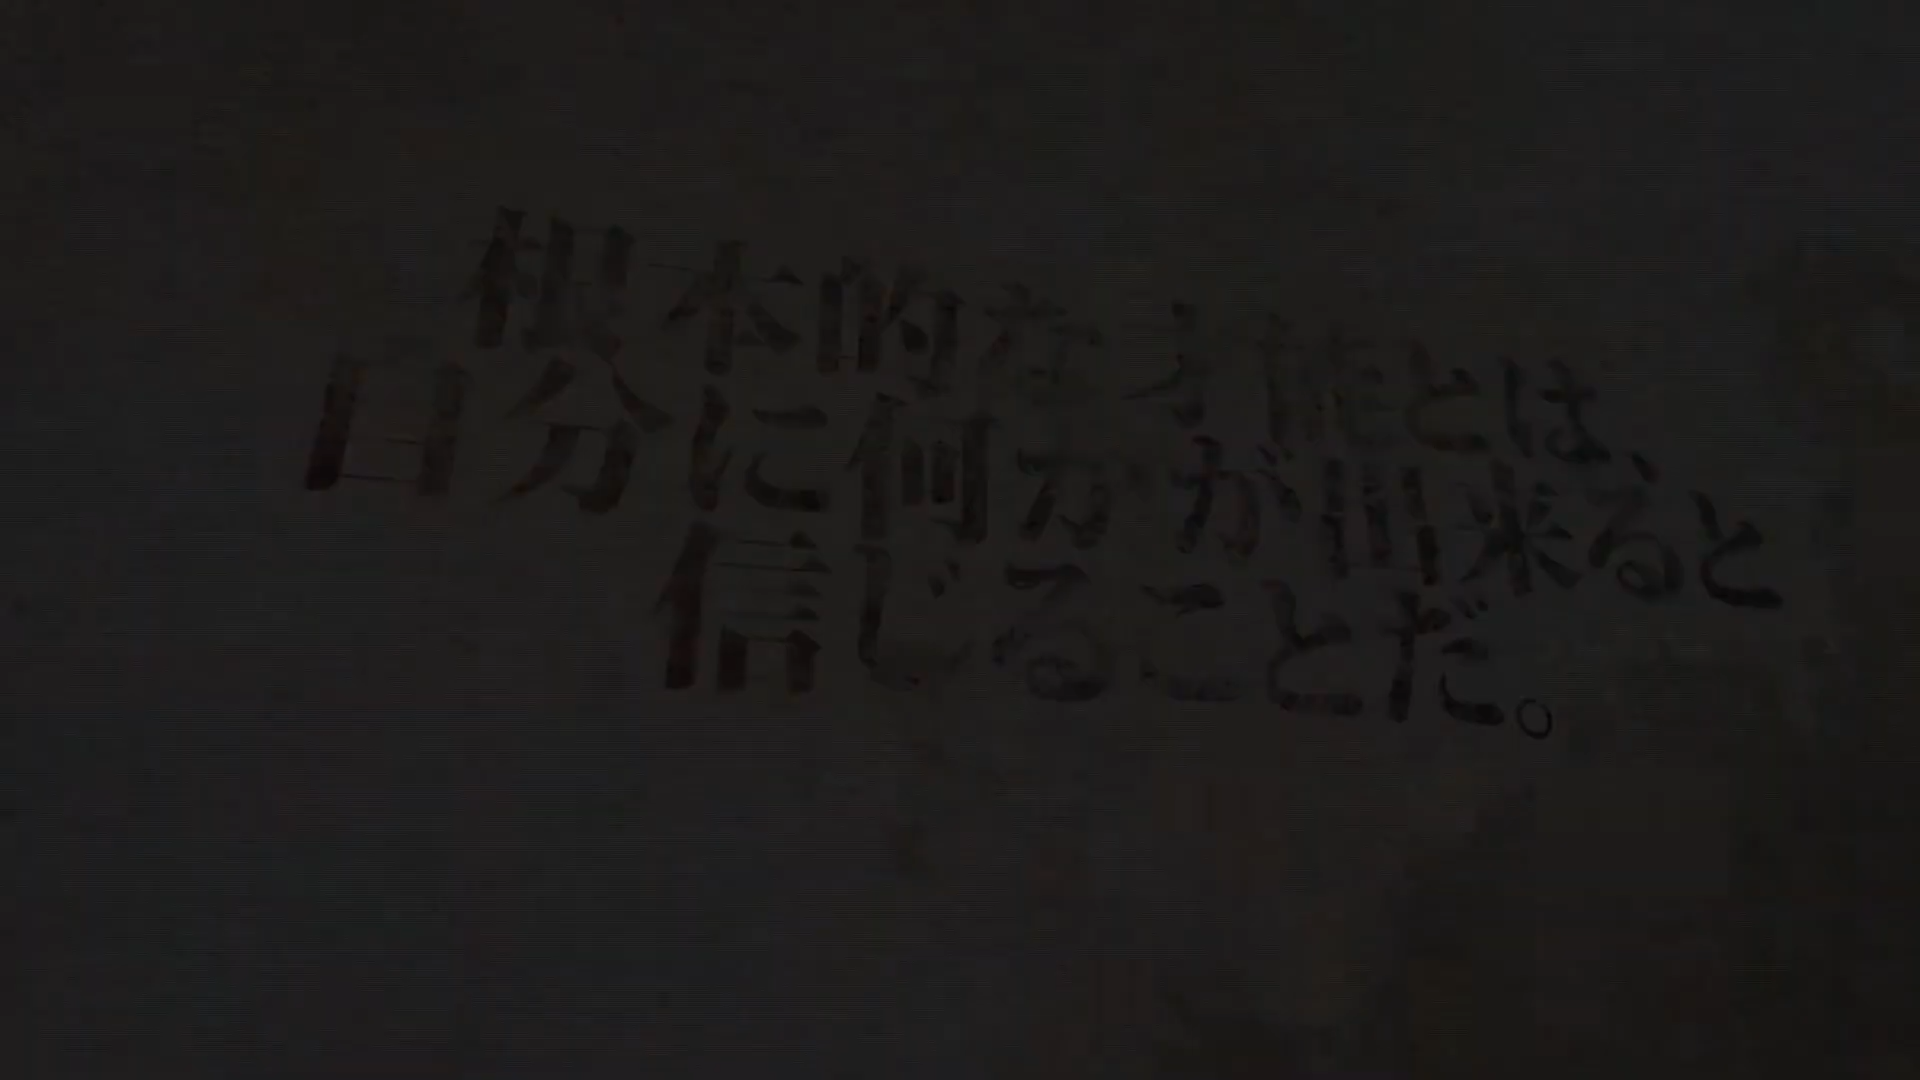 根本的な才能とは、
自分に何かが出来ると
信じることだ。